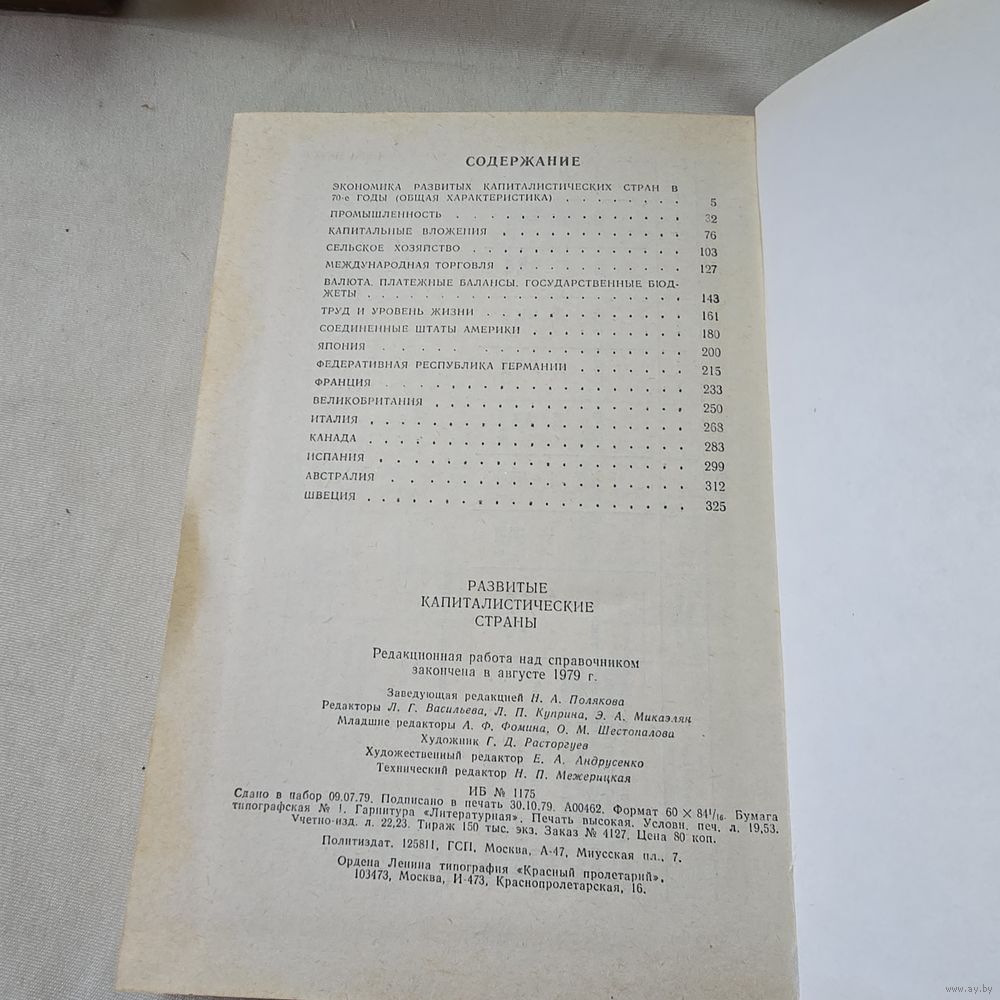 СОДЕРЖАНИЕ
ЭКОНОМИКА РАЗВИТЫХ КАПИТАЛИСТИЧЕСКИХ СТРАН В
70-е ГОДЫ (ОБЩАЯ ХАРАКТЕРИСТИКА) . . . . . . . 5
ПРОМЫШЛЕННОСТЬ . . . . . . . . . . . . . 32
КАПИТАЛЬНЫЕ ВЛОЖЕНИЯ . . . . . . . . . . . 76
СЕЛЬСКОЕ ХОЗЯЙСТВО . . . . . . . . . . . . 103
МЕЖДУНАРОДНАЯ ТОРГОВЛЯ . . . . . . . . . . . 127
ВАЛЮТА. ПЛАТЕЖНЫЕ БАЛАНСЫ. ГОСУДАРСТВЕННЫЕ БЮД-
ЖЕТЫ . . . . . . . . . . . . . . . . . 143
ТРУД И УРОВЕНЬ ЖИЗНИ . . . . . . . . . . . 161
СОЕДИНЕННЫЕ ШТАТЫ АМЕРИКИ . . . . . . . . . 180
ЯПОНИЯ . . . . . . . . . . . . . . . . 200
ФЕДЕРАТИВНАЯ РЕСПУБЛИКА ГЕРМАНИИ . . . . . . . 215
ФРАНЦИЯ . . . . . . . . . . . . . . . . 233
ВЕЛИКОБРИТАНИЯ . . . . . . . . . . . . . . 250
ИТАЛИЯ . . . . . . . . . . . . . . . . . 268
КАНАДА . . . . . . . . . . . . . . . . . 283
ИСПАНИЯ . . . . . . . . . . . . . . . . . 299
АВСТРАЛИЯ . . . . . . . . . . . . . . . . 312
ШВЕЦИЯ . . . . . . . . . . . . . . . . . 325
РАЗВИТЫЕ
КАПИТАЛИСТИЧЕСКИЕ
СТРАНЫ
Редакционная работа над справочником
закончена в августе 1979 г.
Заведующая редакцией Н. А. Полякова
Редакторы Л. Г. Васильева, Л. П. Куприна, Э. А. Микаэлян
Младшие редакторы А. Ф. Фомина, О. М. Шестопалова
Художник Г. Д. Расторгуев
Художественный редактор Е. А. Андрусенко
Технический редактор Н. П. Межерицкая
ИБ № 1175
Сдано в набор 09.07.79. Подписано в печать 30.10.79. А00462. Формат 60 × 84¹/₁₆. Бумага
типографская № 1. Гарнитура «Литературная». Печать высокая. Условн. печ. л. 19,53.
Учетно-изд. л. 22,23. Тираж 150 тыс. экз. Заказ № 4127. Цена 80 коп.
Политиздат. 125811, ГСП, Москва, А-47, Миусская пл., 7.
Ордена Ленина типография «Красный пролетарий».
103473, Москва, И-473, Краснопролетарская, 16.
www.ay.by